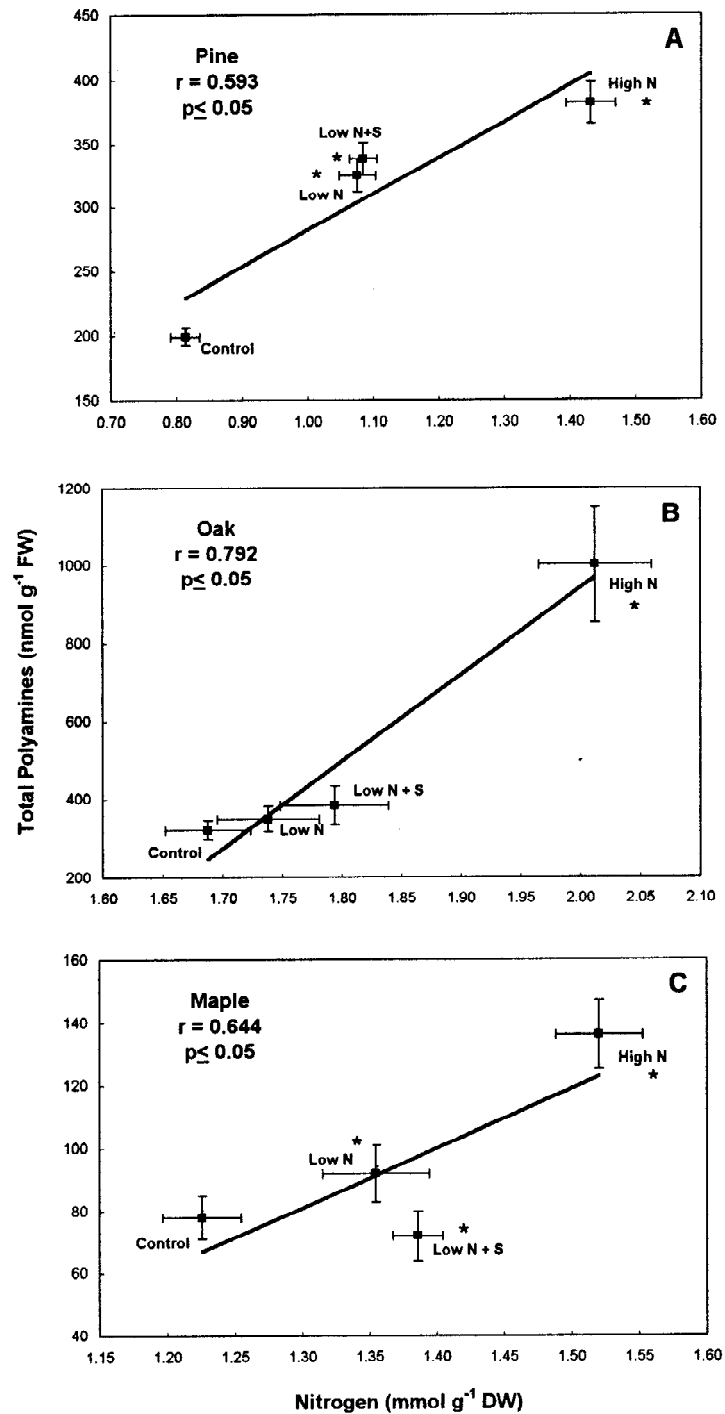 450
400
350
300
250
200
150
Pine
r = 0.593
p≤ 0.05
A
High N
*
Low N+S
*
*
Low N
Control
0.70 0.80 0.90 1.00 1.10 1.20 1.30 1.40 1.50 1.60
Total Polyamines (nmol g⁻¹ FW)
1200
1000
800
600
400
200
Oak
r = 0.792
p≤ 0.05
B
High N
*
Low N + S
Low N
Control
1.60 1.65 1.70 1.75 1.80 1.85 1.90 1.95 2.00 2.05 2.10
160
140
120
100
80
60
40
Maple
r = 0.644
p≤ 0.05
C
High N
*
*
Low N
Control
*
Low N + S
1.15 1.20 1.25 1.30 1.35 1.40 1.45 1.50 1.55 1.60
Nitrogen (mmol g⁻¹ DW)